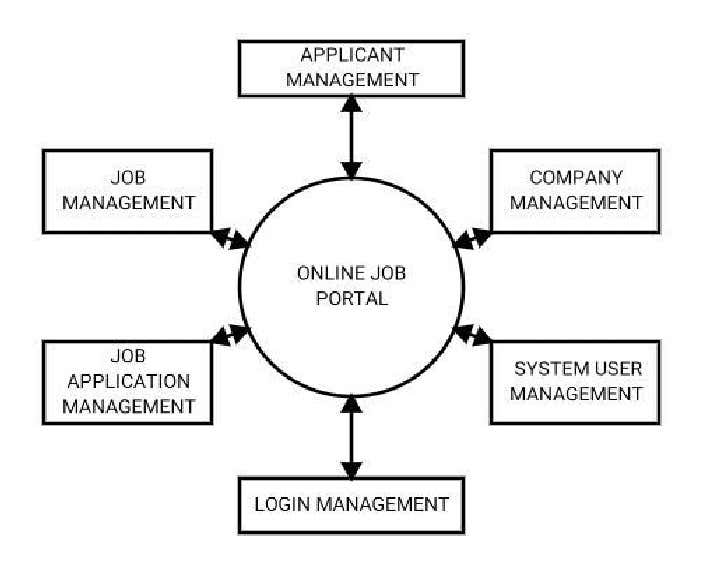 APPLICANT
MANAGEMENT
JOB
MANAGEMENT
COMPANY
MANAGEMENT
ONLINE JOB
PORTAL
JOB
APPLICATION
MANAGEMENT
SYSTEM USER
MANAGEMENT
LOGIN MANAGEMENT